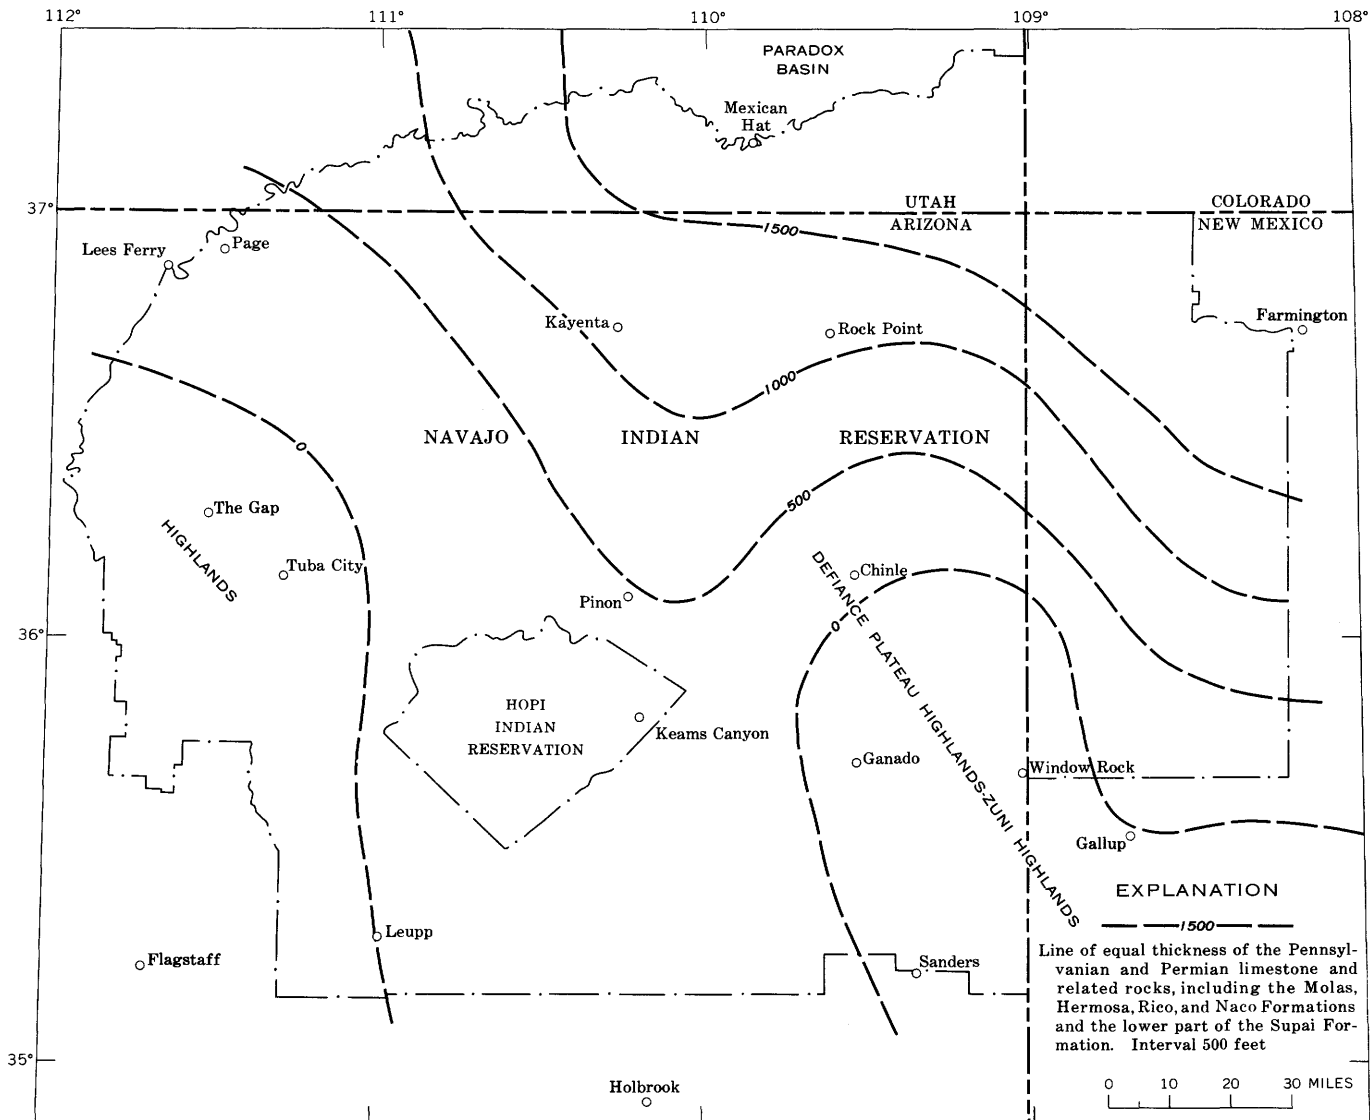 112°
111°
110°
109°
108°
PARADOX
BASIN
Mexican
Hat
37°
UTAH
COLORADO
ARIZONA
NEW MEXICO
1500
Lees Ferry
Page
Kayenta
Rock Point
Farmington
1000
NAVAJO
INDIAN
RESERVATION
0
500
The Gap
HIGHLANDS
Tuba City
Chinle
Pinon
0
36°
DEFIANCE PLATEAU HIGHLANDS-ZUNI HIGHLANDS
HOPI
INDIAN
RESERVATION
Keams Canyon
Ganado
Window Rock
Gallup
Leupp
Flagstaff
Sanders
EXPLANATION
1500
Line of equal thickness of the Pennsyl-
vanian and Permian limestone and
related rocks, including the Molas,
Hermosa, Rico, and Naco Formations
and the lower part of the Supai For-
mation. Interval 500 feet
35°
Holbrook
0 10 20 30 MILES